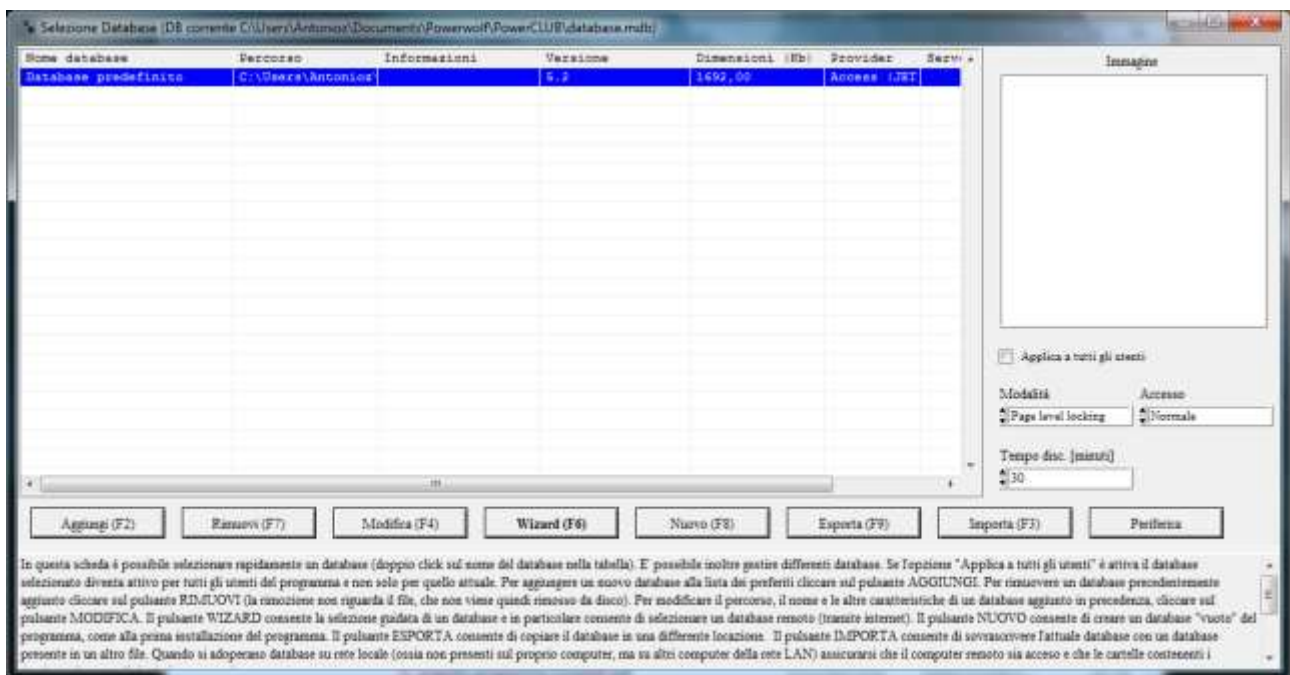 Selezione Database (DB corrente C:\Users\Antonior\Documents\Powerwolf\PowerCLUB\database.mdb)
Nome database Percorso Informazioni Versione Dimensioni (Kb) Provider Serv
Database predefinito C:\Users\Antonior 5.2 1692,00 Access (JET
Immagine
Applica a tutti gli utenti
Modalità Accesso
Page level locking Normale
Tempo disc. [minuti]
30
Aggiungi (F2) Rimuovi (F7) Modifica (F4) Wizard (F6) Nuovo (F8) Esporta (F9) Importa (F3) Periferica
In questa scheda è possibile selezionare rapidamente un database (doppio click sul nome del database nella tabella). E' possibile inoltre gestire differenti database. Se l'opzione "Applica a tutti gli utenti" è attiva il database
selezionato diventa attivo per tutti gli utenti del programma e non solo per quello attuale. Per aggiungere un nuovo database alla lista dei preferiti cliccare sul pulsante AGGIUNGI. Per rimuovere un database precedentemente
aggiunto cliccare sul pulsante RIMUOVI (la rimozione non riguarda il file, che non viene quindi rimosso da disco). Per modificare il percorso, il nome e le altre caratteristiche di un database aggiunto in precedenza, cliccare sul
pulsante MODIFICA. Il pulsante WIZARD consente la selezione guidata di un database e in particolare consente di selezionare un database remoto (tramite internet). Il pulsante NUOVO consente di creare un database "vuoto" del
programma, come alla prima installazione del programma. Il pulsante ESPORTA consente di copiare il database in una differente locazione. Il pulsante IMPORTA consente di sovrascrivere l'attuale database con un database
presente in un altro file. Quando si adoperano database su rete locale (ossia non presenti sul proprio computer, ma su altri computer della rete LAN) assicurarsi che il computer remoto sia acceso e che le cartelle contenenti i